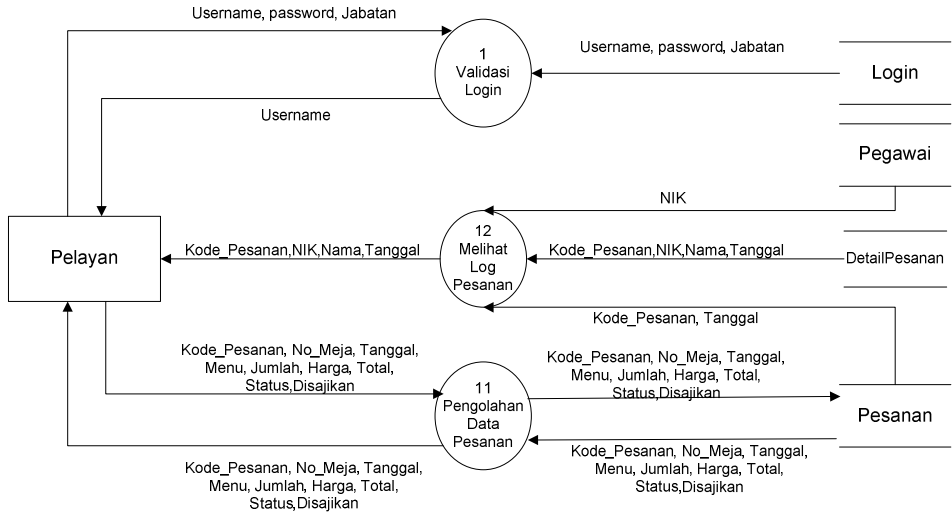 Username, password, Jabatan
1
Validasi
Login
Username, password, Jabatan
Login
Username
Pegawai
NIK
Pelayan
Kode_Pesanan,NIK,Nama,Tanggal
12
Melihat
Log
Pesanan
Kode_Pesanan,NIK,Nama,Tanggal
DetailPesanan
Kode_Pesanan, Tanggal
Kode_Pesanan, No_Meja, Tanggal,
Menu, Jumlah, Harga, Total,
Status,Disajikan
11
Pengolahan
Data
Pesanan
Kode_Pesanan, No_Meja, Tanggal,
Menu, Jumlah, Harga, Total,
Status,Disajikan
Pesanan
Kode_Pesanan, No_Meja, Tanggal,
Menu, Jumlah, Harga, Total,
Status,Disajikan
Kode_Pesanan, No_Meja, Tanggal,
Menu, Jumlah, Harga, Total,
Status,Disajikan